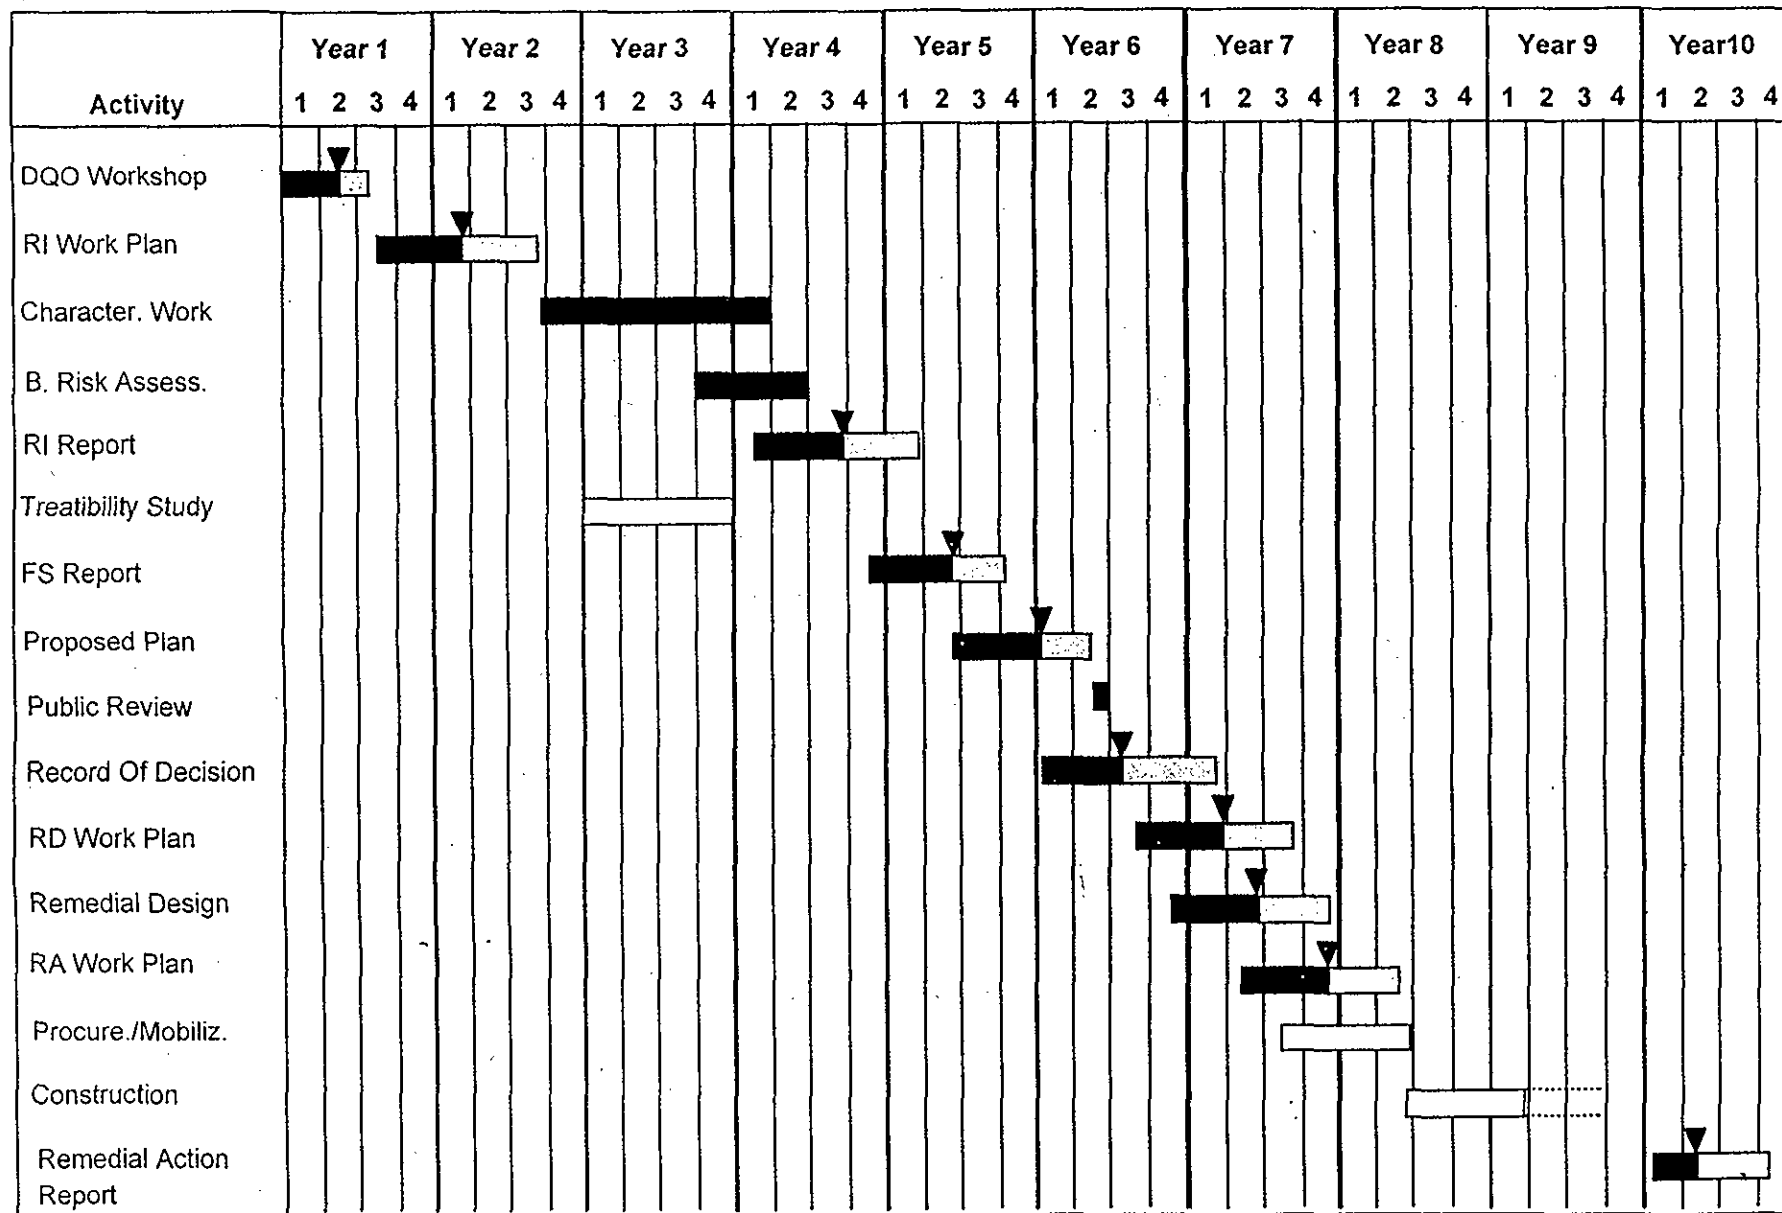 Year 1 Year 2 Year 3 Year 4 Year 5 Year 6 Year 7 Year 8 Year 9 Year10
Activity 1 2 3 4 1 2 3 4 1 2 3 4 1 2 3 4 1 2 3 4 1 2 3 4 1 2 3 4 1 2 3 4 1 2 3 4 1 2 3 4
DQO Workshop
RI Work Plan
Character. Work
B. Risk Assess.
RI Report
Treatibility Study
FS Report
Proposed Plan
Public Review
Record Of Decision
RD Work Plan
Remedial Design
RA Work Plan
Procure./Mobiliz.
Construction
Remedial Action
Report